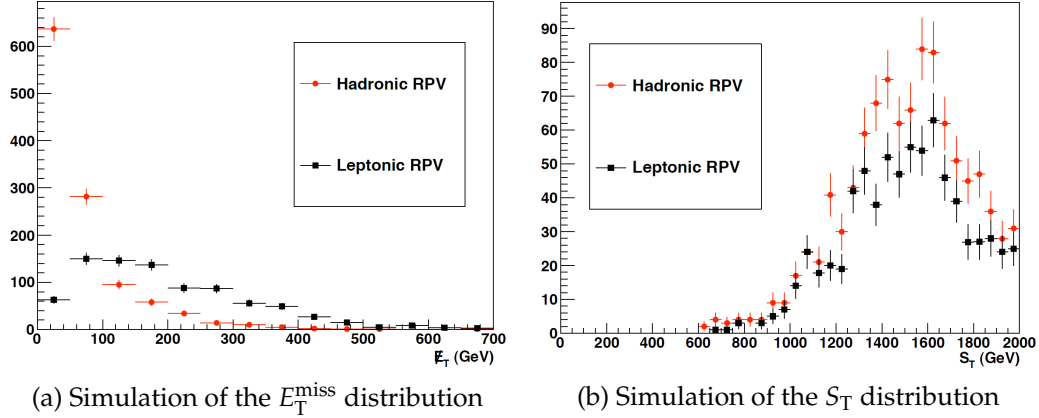 600
500
400
300
200
100
0
0 100 200 300 400 500 600 700
E̸_T (GeV)
Hadronic RPV
Leptonic RPV
(a) Simulation of the E_T^miss distribution
90
80
70
60
50
40
30
20
10
0
0 200 400 600 800 1000 1200 1400 1600 1800 2000
S_T (GeV)
Hadronic RPV
Leptonic RPV
(b) Simulation of the S_T distribution